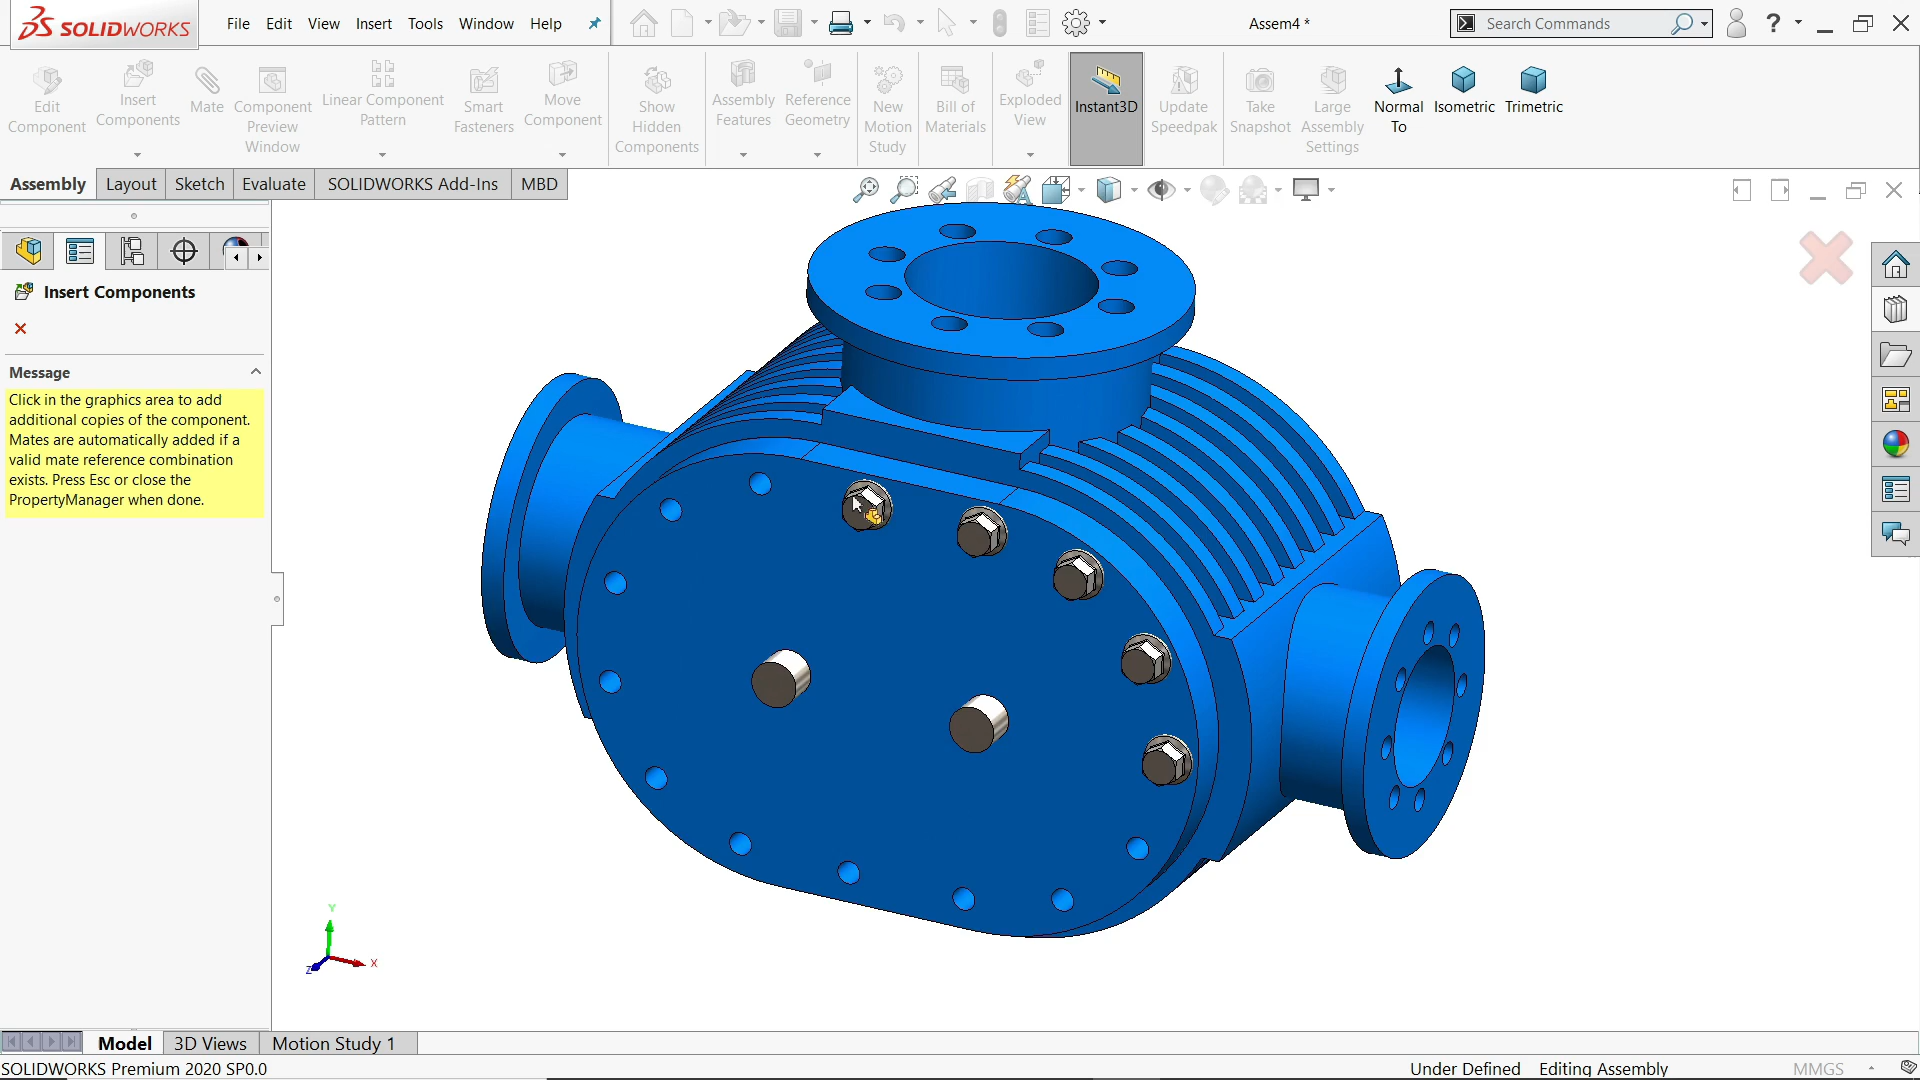 SOLIDWORKS File Edit View Insert Tools Window Help Assem4 * Search Commands ?
Edit Component
Insert Components
Mate
Component Preview Window
Linear Component Pattern
Smart Fasteners
Move Component
Show Hidden Components
Assembly Features
Reference Geometry
New Motion Study
Bill of Materials
Exploded View
Instant3D
Update Speedpak
Take Snapshot
Large Assembly Settings
Normal To
Isometric
Trimetric
Assembly Layout Sketch Evaluate SOLIDWORKS Add-Ins MBD
Insert Components
Message
Click in the graphics area to add
additional copies of the component.
Mates are automatically added if a
valid mate reference combination
exists. Press Esc or close the
PropertyManager when done.
Y
X
Z
Model 3D Views Motion Study 1
SOLIDWORKS Premium 2020 SP0.0 Under Defined Editing Assembly MMGS